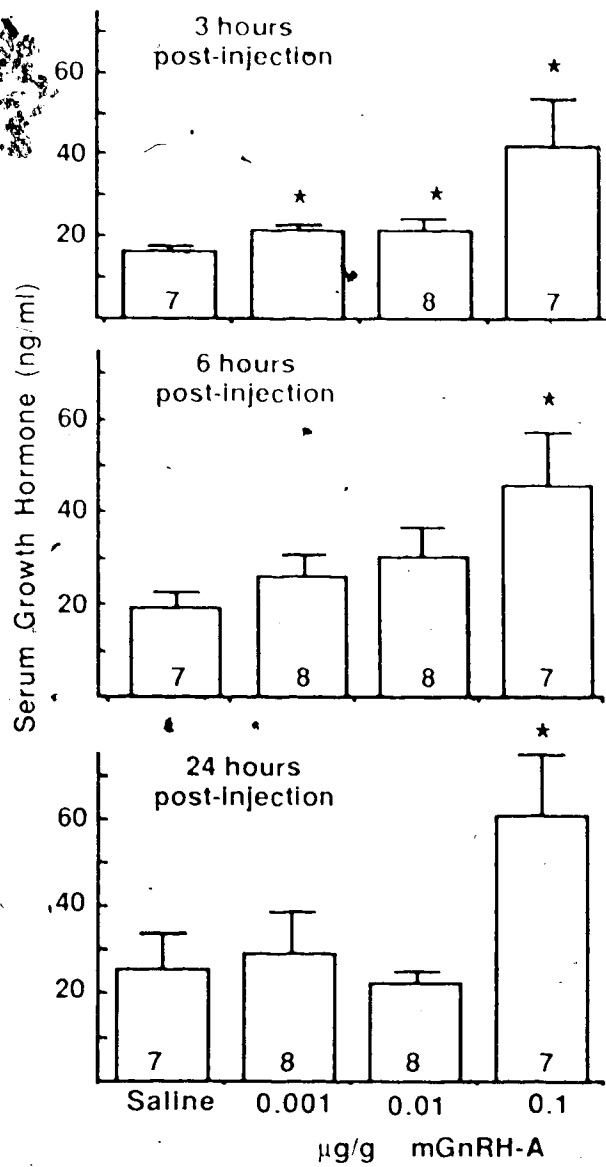 3 hours
post-injection
60
40
20
★
★
★
7
8
7
Serum Growth Hormone (ng/ml)
6 hours
post-injection
60
40
20
★
7
8
8
7
24 hours
post-injection
60
40
20
★
7
8
8
7
Saline 0.001 0.01 0.1
μg/g mGnRH-A